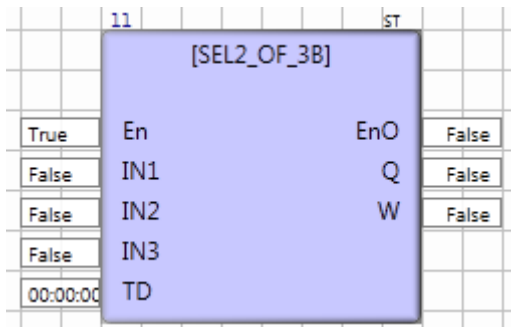 11 ST
[SEL2_OF_3B]
True En EnO False
False IN1 Q False
False IN2 W False
False IN3
00:00:00 TD